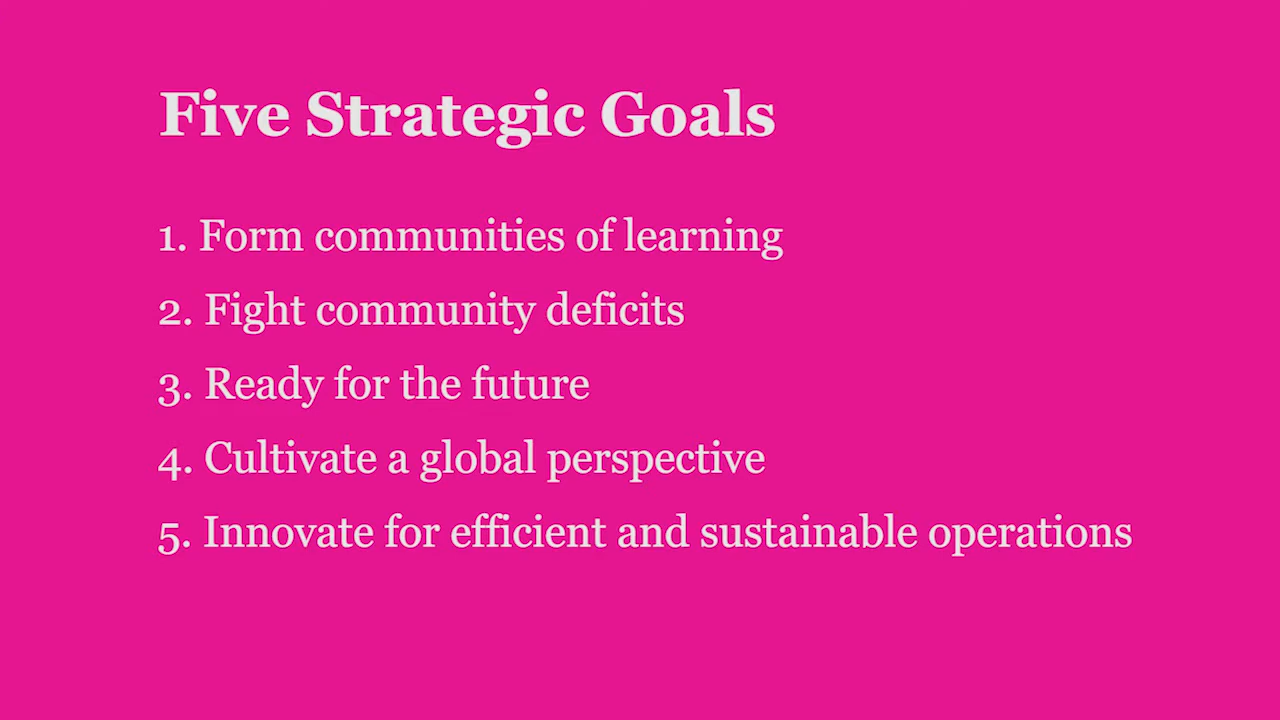 Five Strategic Goals
1. Form communities of learning
2. Fight community deficits
3. Ready for the future
4. Cultivate a global perspective
5. Innovate for efficient and sustainable operations